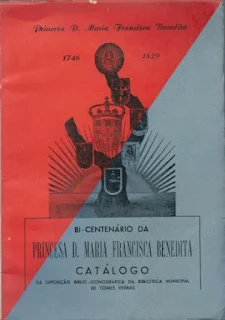 Princesa D. Maria Francisca Benedita
1746 1829
BI-CENTENÁRIO DA
PRINCESA D. MARIA FRANCISCA BENEDITA
CATÁLOGO
DA EXPOSIÇÃO BIBLIO-ICONOGRÁFICA DA BIBLIOTECA MUNICIPAL
DE TÔRRES VEDRAS